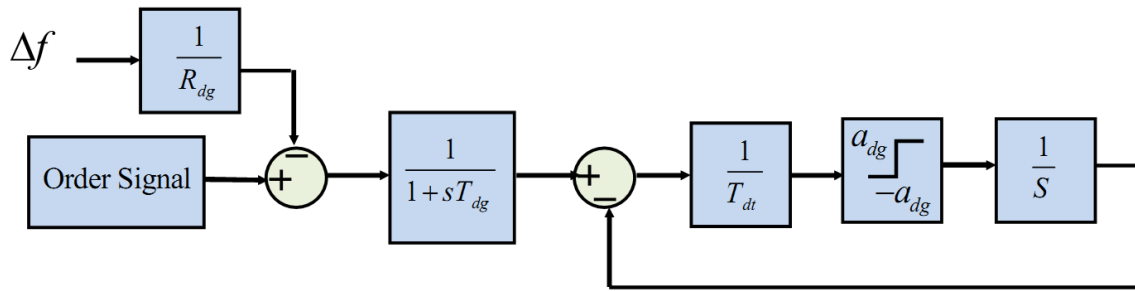 Δf
1
R_dg
Order Signal
−
+
1
1+sT_dg
+
−
1
T_dt
a_dg
−a_dg
1
S